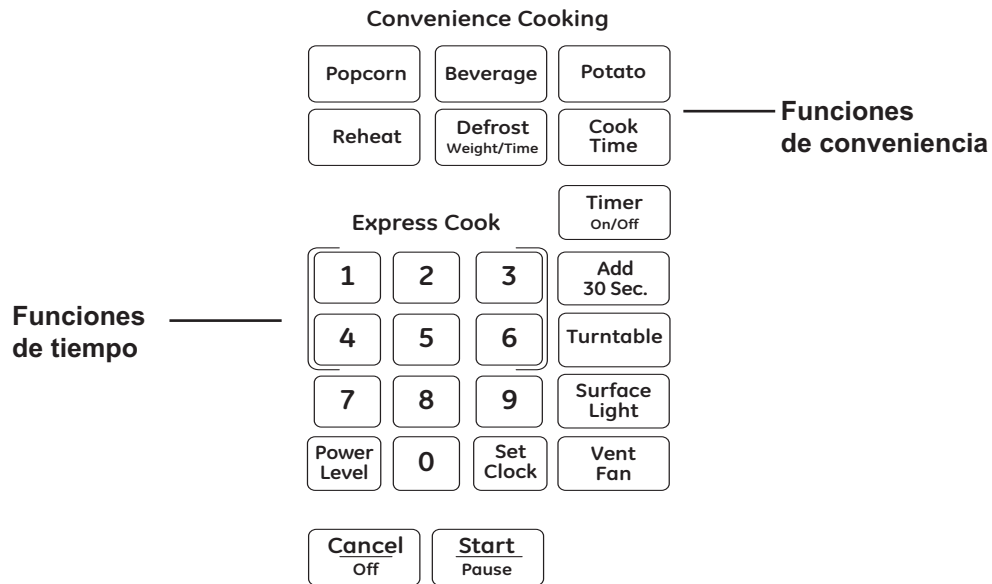 Convenience Cooking
Popcorn
Beverage
Potato
Reheat
Defrost
Weight/Time
Cook
Time
Funciones
de conveniencia
Timer
On/Off
Express Cook
1
2
3
Add
30 Sec.
Funciones
de tiempo
4
5
6
Turntable
7
8
9
Surface
Light
Power
Level
0
Set
Clock
Vent
Fan
Cancel
Off
Start
Pause